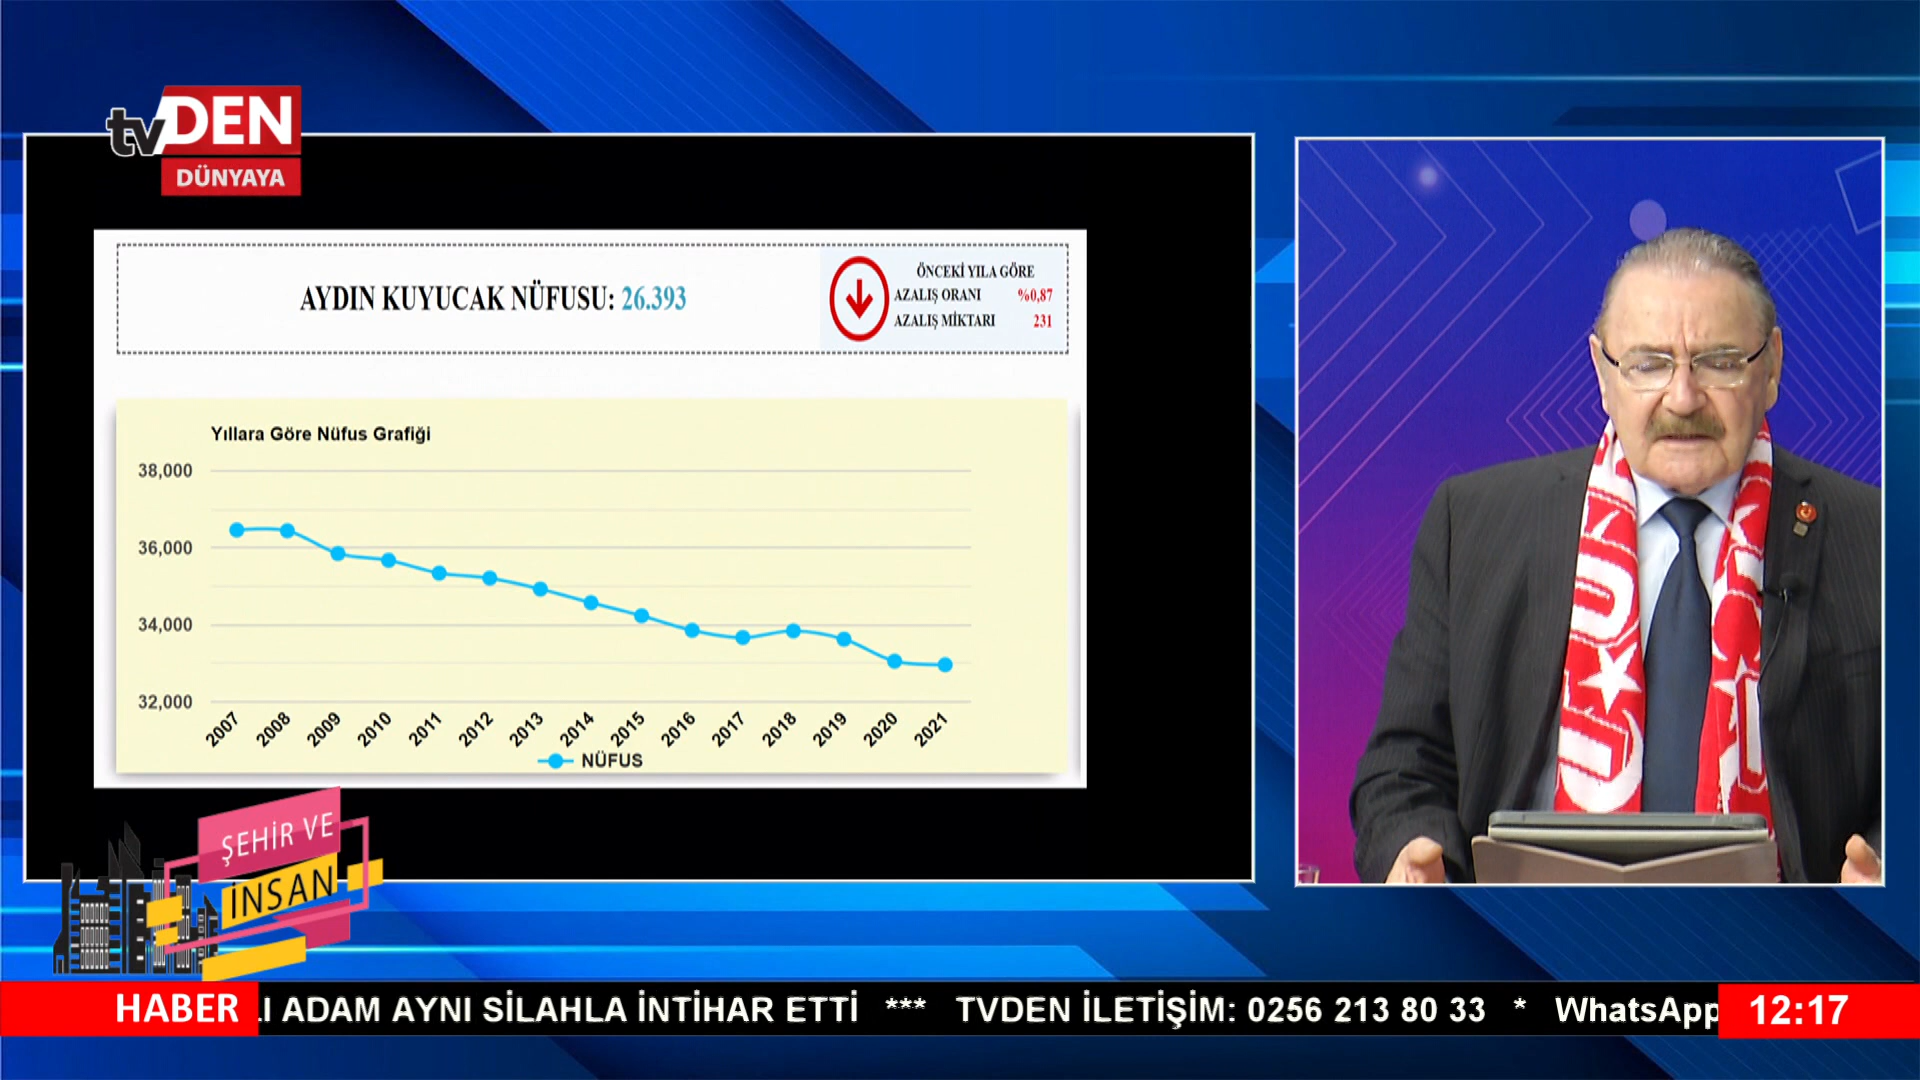 tvDEN
DÜNYAYA
AYDIN KUYUCAK NÜFUSU: 26.393
ÖNCEKİ YILA GÖRE
AZALIŞ ORANI %0,87
AZALIŞ MİKTARI 231
Yıllara Göre Nüfus Grafiği
38,000
36,000
34,000
32,000
2007 2008 2009 2010 2011 2012 2013 2014 2015 2016 2017 2018 2019 2020 2021
NÜFUS
ŞEHİR VE
İNSAN
HABER
ADAM AYNI SİLAHLA İNTİHAR ETTİ *** TVDEN İLETİŞİM: 0256 213 80 33 * WhatsApp
12:17